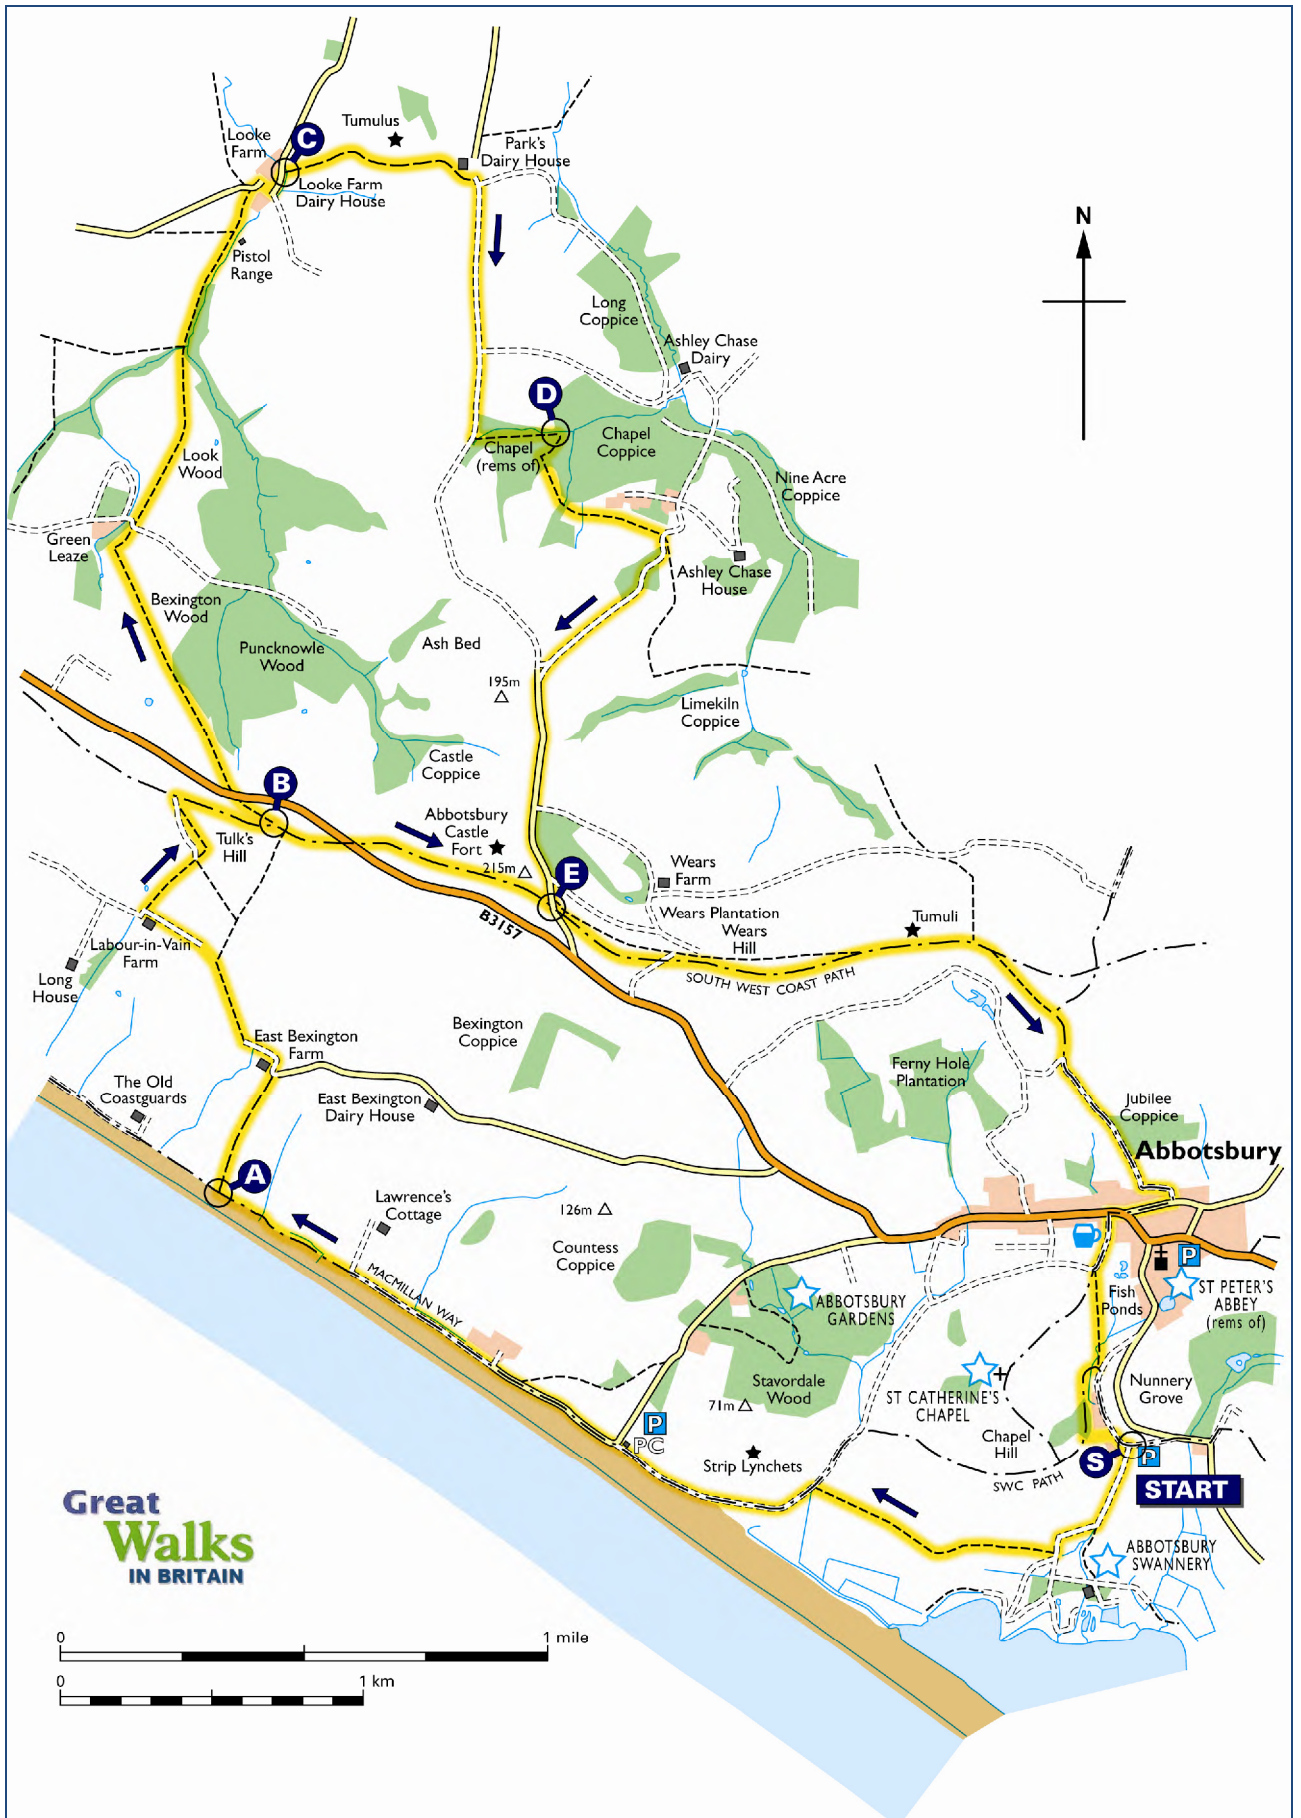 Tumulus
C
Looke
Farm
Park's
Dairy House
Looke Farm
Dairy House
N
Pistol
Range
Long
Coppice
Ashley Chase
Dairy
D
Chapel
(rems of)
Chapel
Coppice
Look
Wood
Nine Acre
Coppice
Green
Leaze
Ashley Chase
House
Bexington
Wood
Puncknowle
Wood
Ash Bed
195m
Limekiln
Coppice
Castle
Coppice
B
Abbotsbury
Castle
Fort
Tulk's
Hill
215m
E
Wears
Farm
B3157
Wears Plantation
Wears
Hill
Tumuli
Labour-in-Vain
Farm
Long
House
SOUTH WEST COAST PATH
Bexington
Coppice
East Bexington
Farm
Ferny Hole
Plantation
The Old
Coastguards
East Bexington
Dairy House
Jubilee
Coppice
Abbotsbury
A
Lawrence's
Cottage
126m
Countess
Coppice
MACMILLAN WAY
P
ABBOTSBURY
GARDENS
Fish
Ponds
ST PETER'S
ABBEY
(rems of)
Stavordale
Wood
ST CATHERINE'S
CHAPEL
Nunnery
Grove
71m
P
PC
Chapel
Hill
Strip Lynchets
SWC PATH
S
P
START
Great
Walks
IN BRITAIN
ABBOTSBURY
SWANNERY
0
1 mile
0
1 km